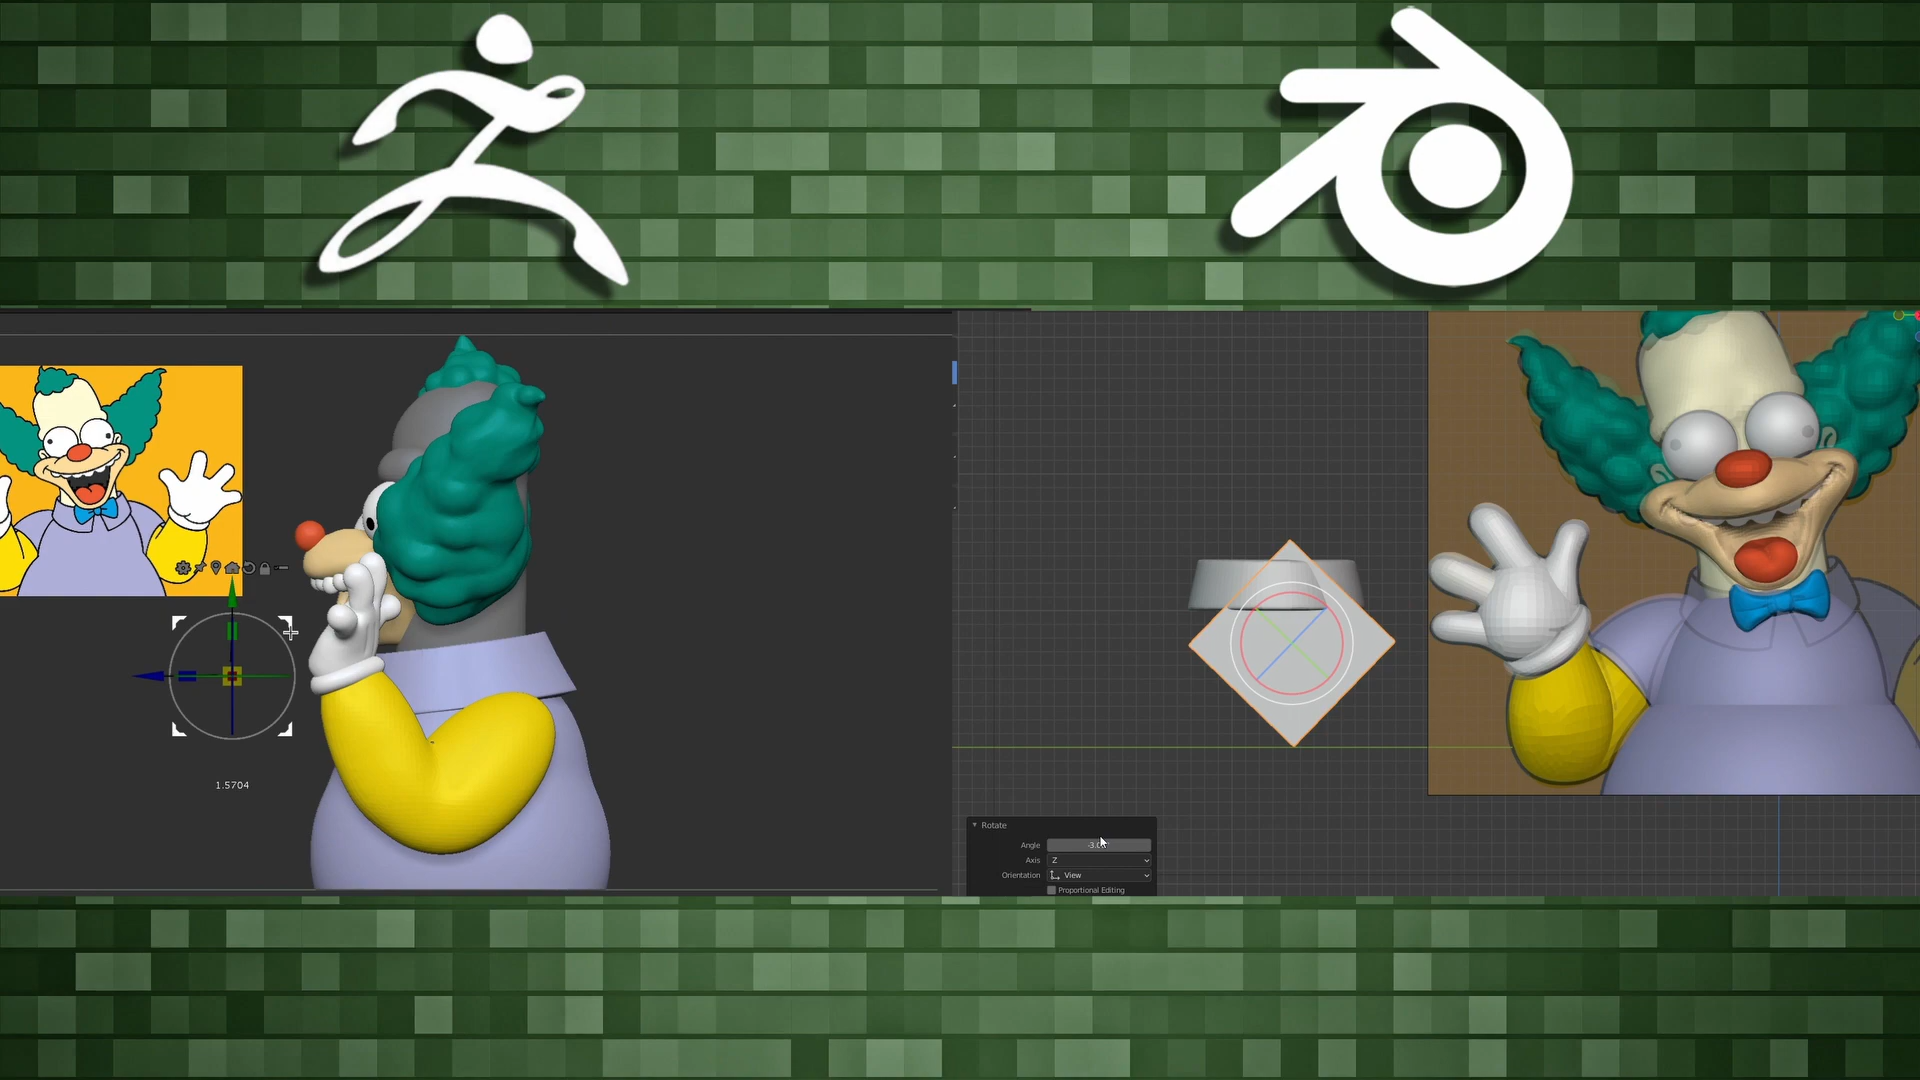 1.5704
Rotate
Angle
Axis Z
Orientation View
Proportional Editing